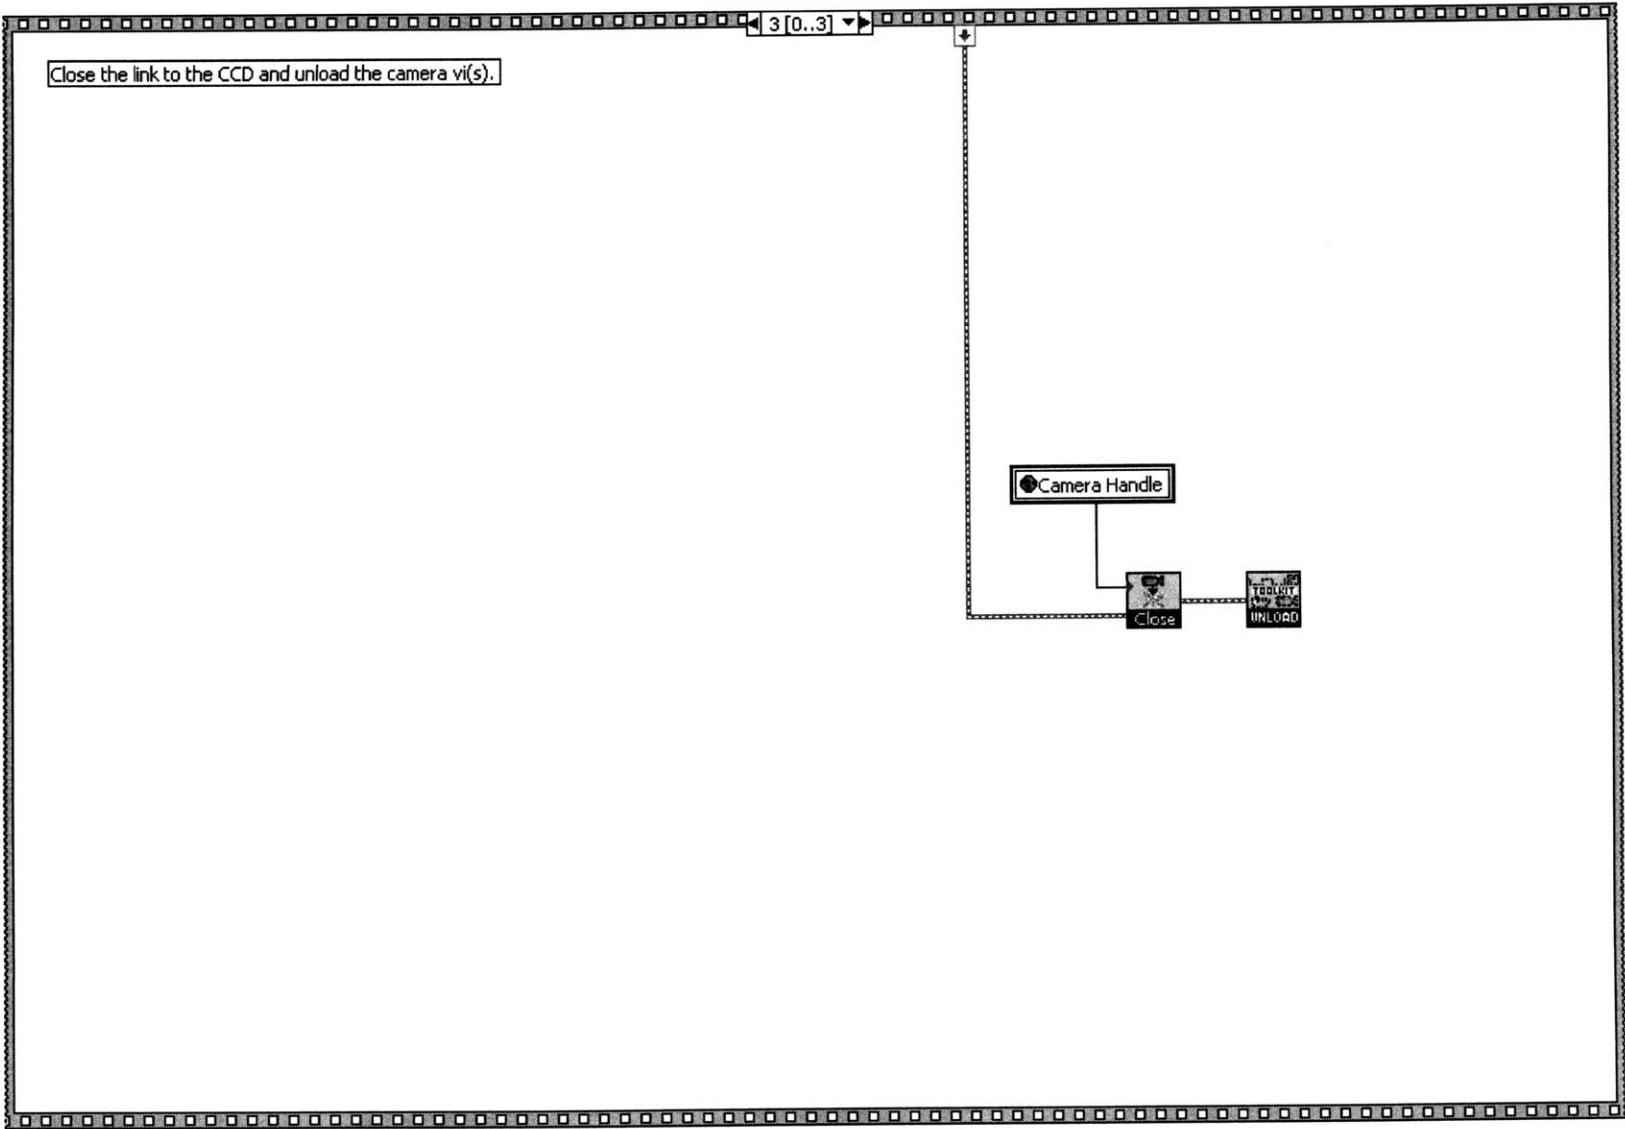 3 [0..3]
Close the link to the CCD and unload the camera vi(s).
Camera Handle
Close
TOOLKIT
UNLOAD